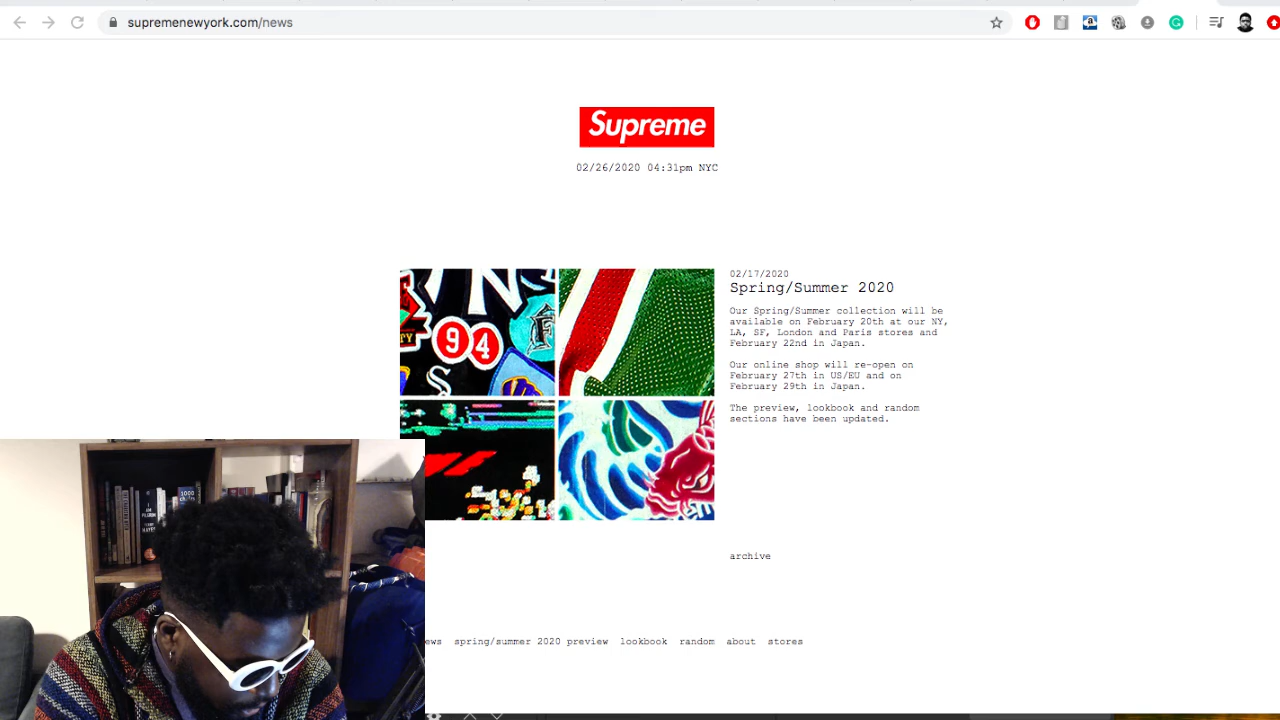 supremenewyork.com/news
Supreme
02/26/2020 04:31pm NYC
02/17/2020
Spring/Summer 2020
Our Spring/Summer collection will be
available on February 20th at our NY,
LA, SF, London and Paris stores and
February 22nd in Japan.
Our online shop will re-open on
February 27th in US/EU and on
February 29th in Japan.
The preview, lookbook and random
sections have been updated.
94
archive
ews spring/summer 2020 preview lookbook random about stores
I AM
1000